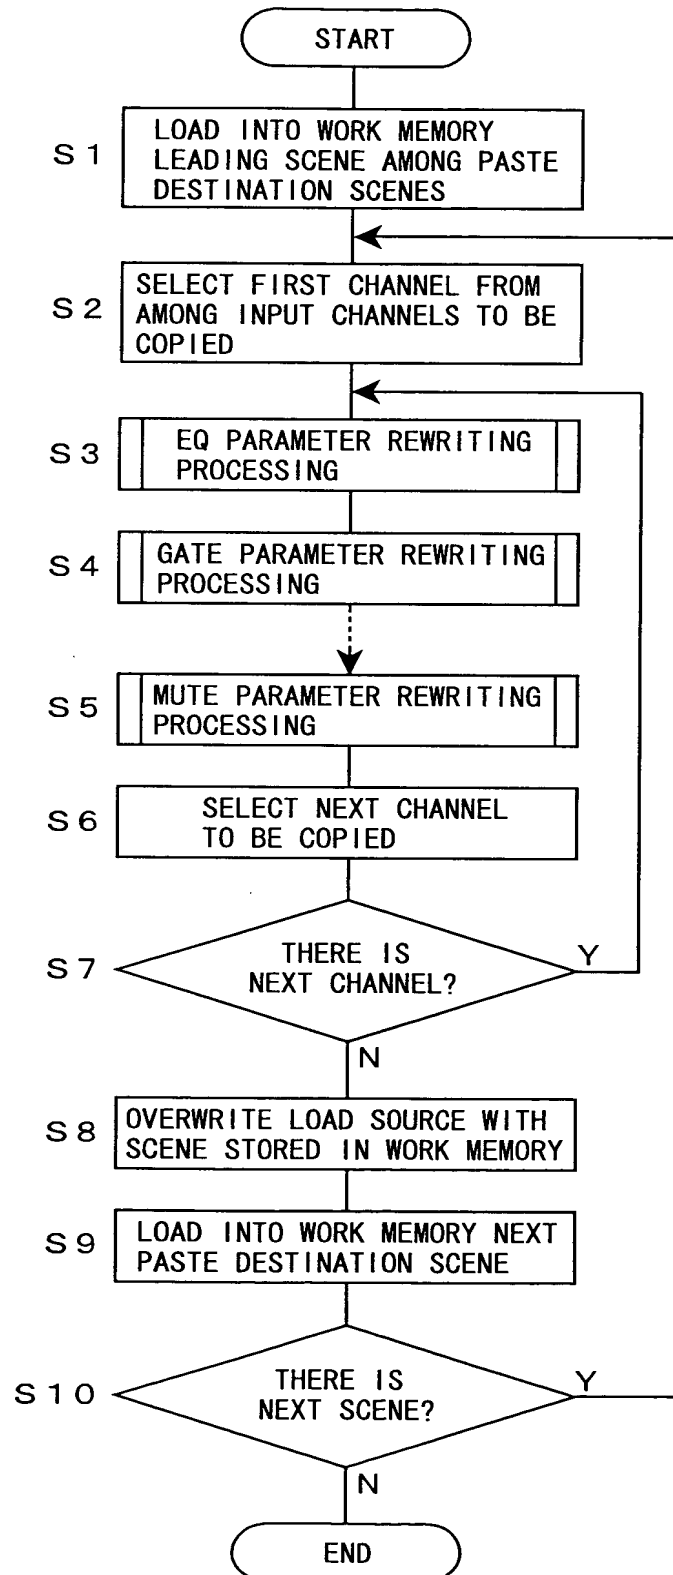 START
S1
LOAD INTO WORK MEMORY
LEADING SCENE AMONG PASTE
DESTINATION SCENES
S2
SELECT FIRST CHANNEL FROM
AMONG INPUT CHANNELS TO BE
COPIED
S3
EQ PARAMETER REWRITING
PROCESSING
S4
GATE PARAMETER REWRITING
PROCESSING
S5
MUTE PARAMETER REWRITING
PROCESSING
S6
SELECT NEXT CHANNEL
TO BE COPIED
S7
THERE IS
NEXT CHANNEL?
Y
N
S8
OVERWRITE LOAD SOURCE WITH
SCENE STORED IN WORK MEMORY
S9
LOAD INTO WORK MEMORY NEXT
PASTE DESTINATION SCENE
S10
THERE IS
NEXT SCENE?
Y
N
END